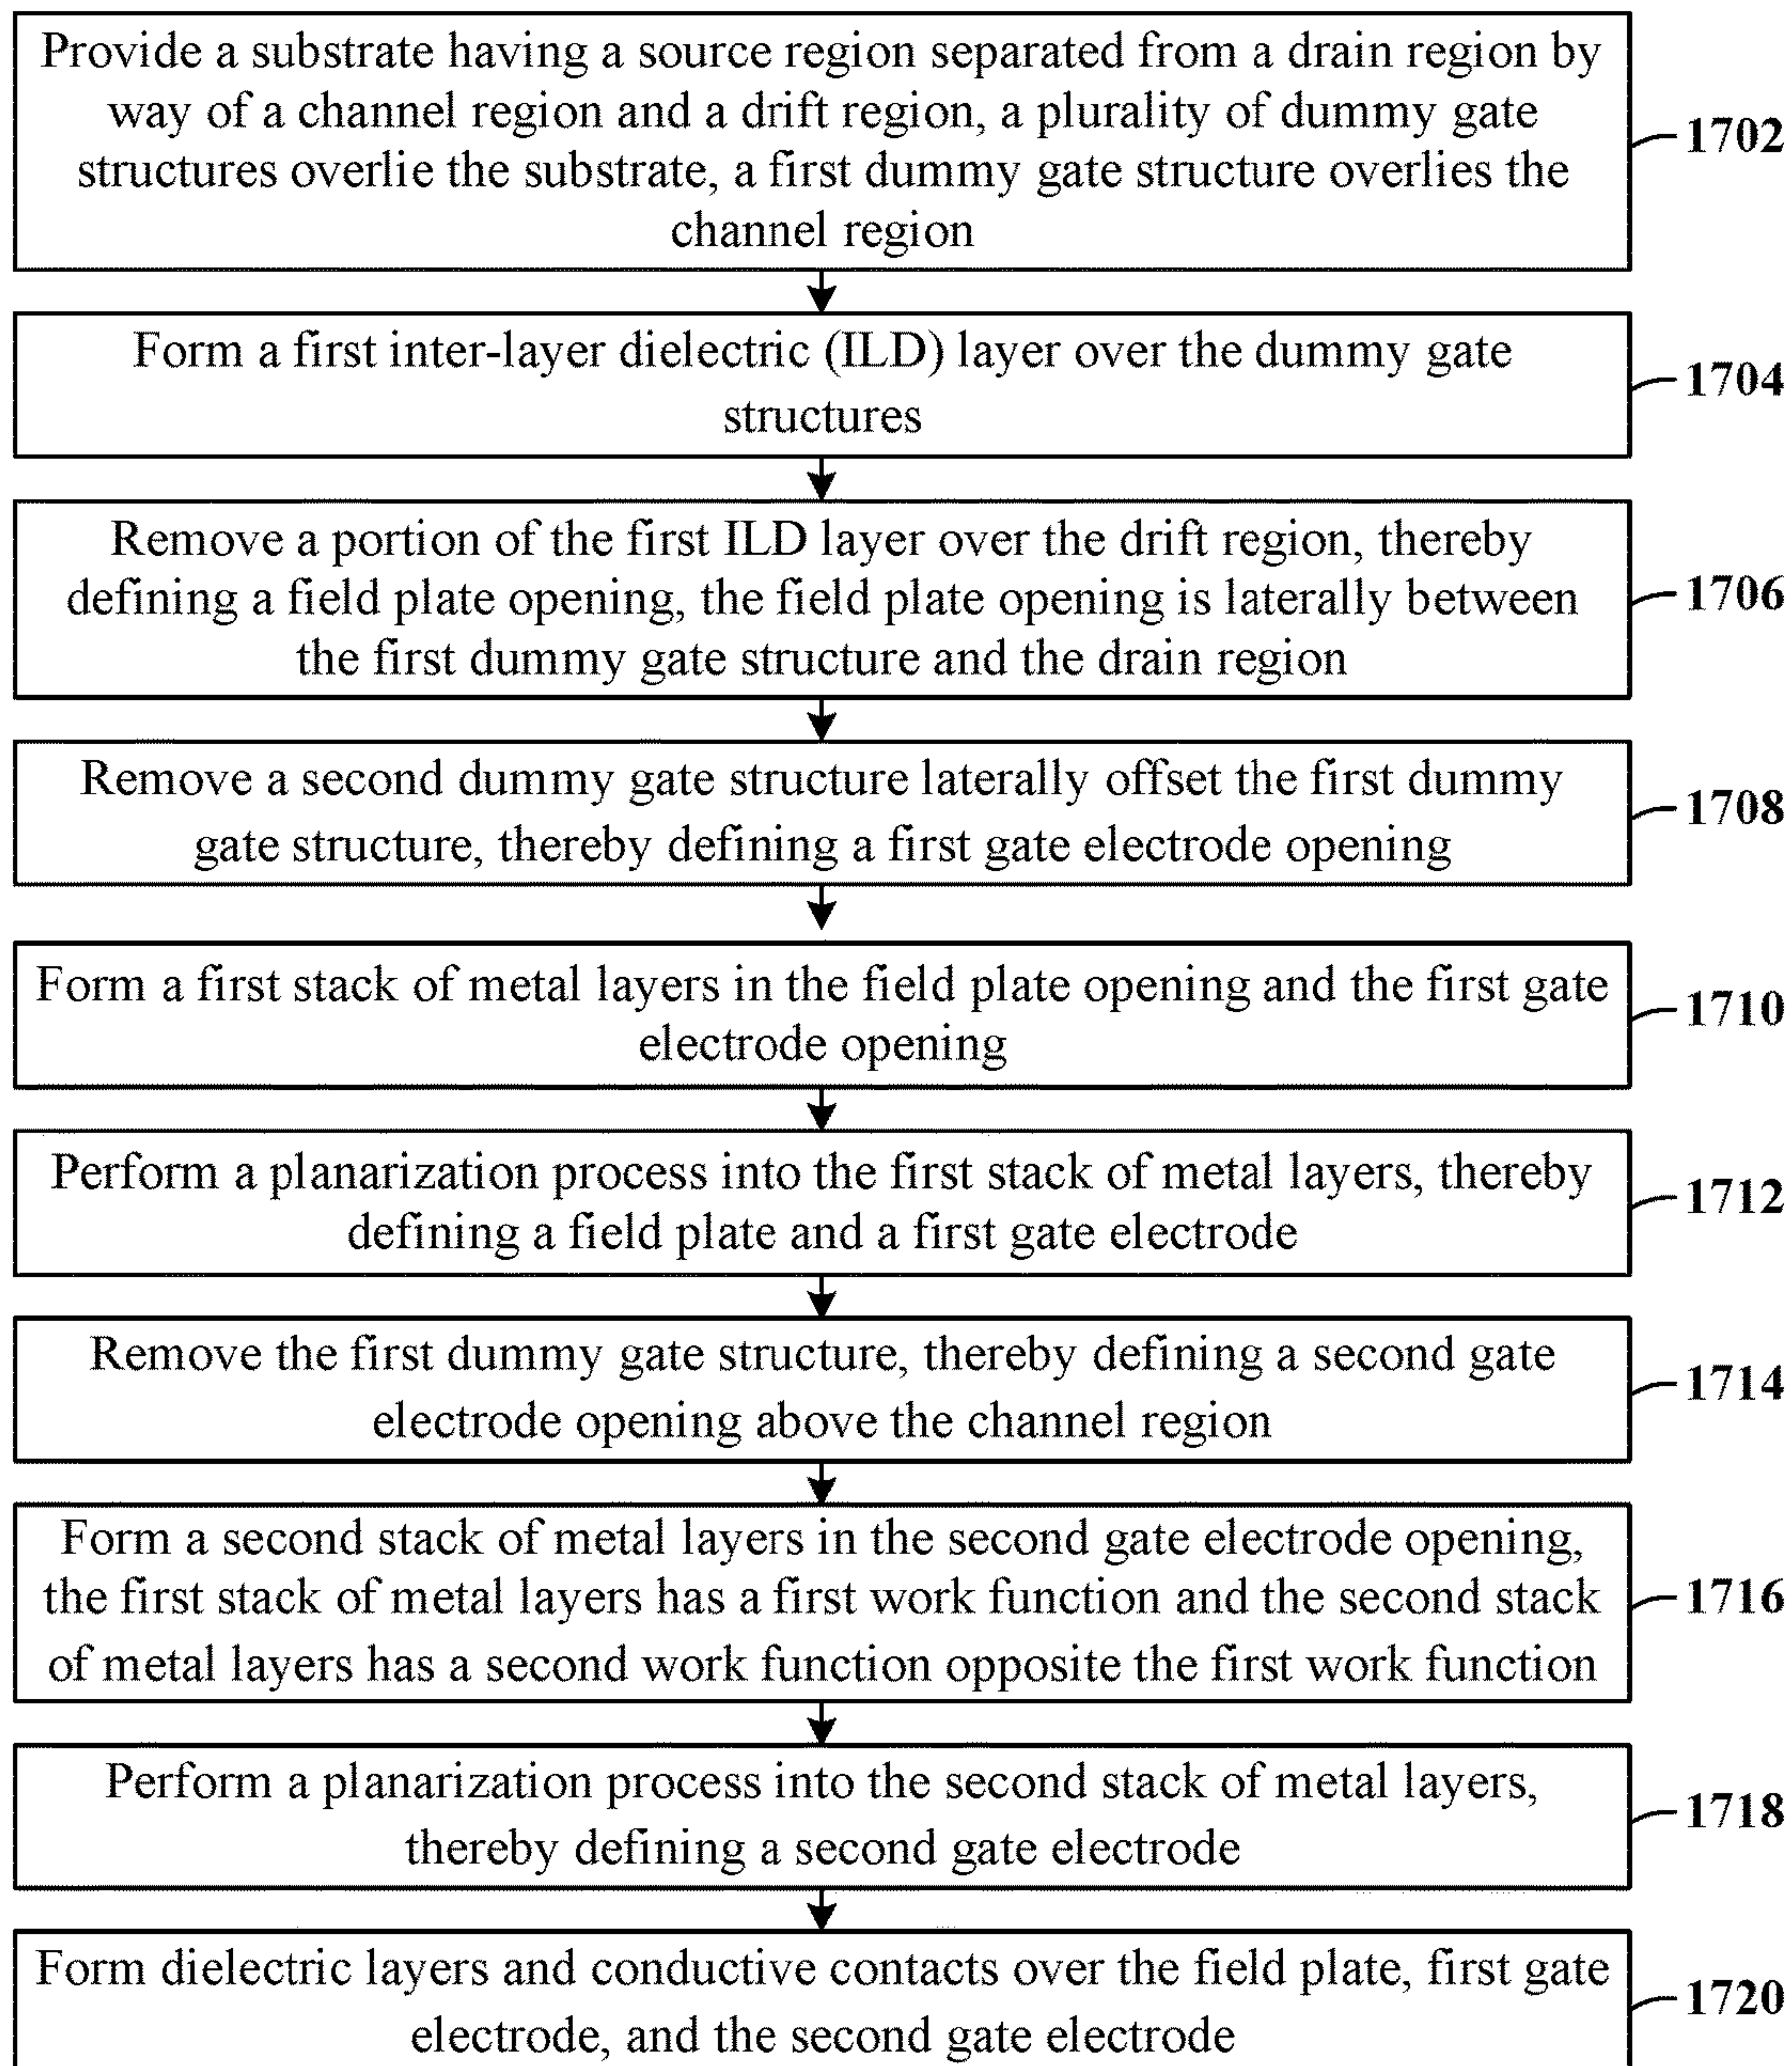 Provide a substrate having a source region separated from a drain region by
way of a channel region and a drift region, a plurality of dummy gate
structures overlie the substrate, a first dummy gate structure overlies the
channel region
1702
Form a first inter-layer dielectric (ILD) layer over the dummy gate
structures
1704
Remove a portion of the first ILD layer over the drift region, thereby
defining a field plate opening, the field plate opening is laterally between
the first dummy gate structure and the drain region
1706
Remove a second dummy gate structure laterally offset the first dummy
gate structure, thereby defining a first gate electrode opening
1708
Form a first stack of metal layers in the field plate opening and the first gate
electrode opening
1710
Perform a planarization process into the first stack of metal layers, thereby
defining a field plate and a first gate electrode
1712
Remove the first dummy gate structure, thereby defining a second gate
electrode opening above the channel region
1714
Form a second stack of metal layers in the second gate electrode opening,
the first stack of metal layers has a first work function and the second stack
of metal layers has a second work function opposite the first work function
1716
Perform a planarization process into the second stack of metal layers,
thereby defining a second gate electrode
1718
Form dielectric layers and conductive contacts over the field plate, first gate
electrode, and the second gate electrode
1720